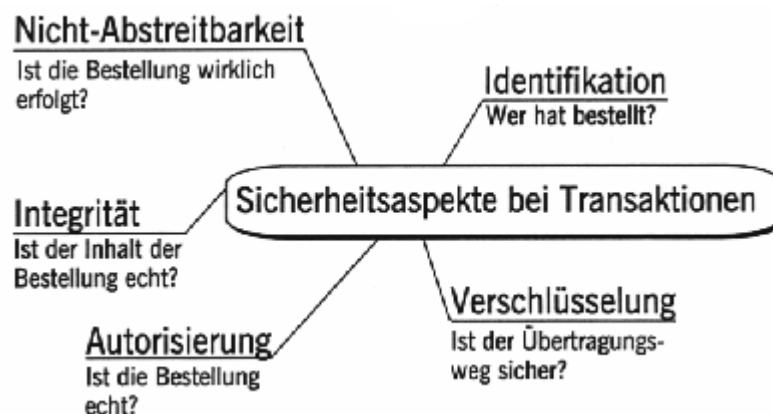 Nicht-Abstreitbarkeit
Ist die Bestellung wirklich
erfolgt?
Identifikation
Wer hat bestellt?
Sicherheitsaspekte bei Transaktionen
Integrität
Ist der Inhalt der
Bestellung echt?
Autorisierung
Ist die Bestellung
echt?
Verschlüsselung
Ist der Übertragungs-
weg sicher?